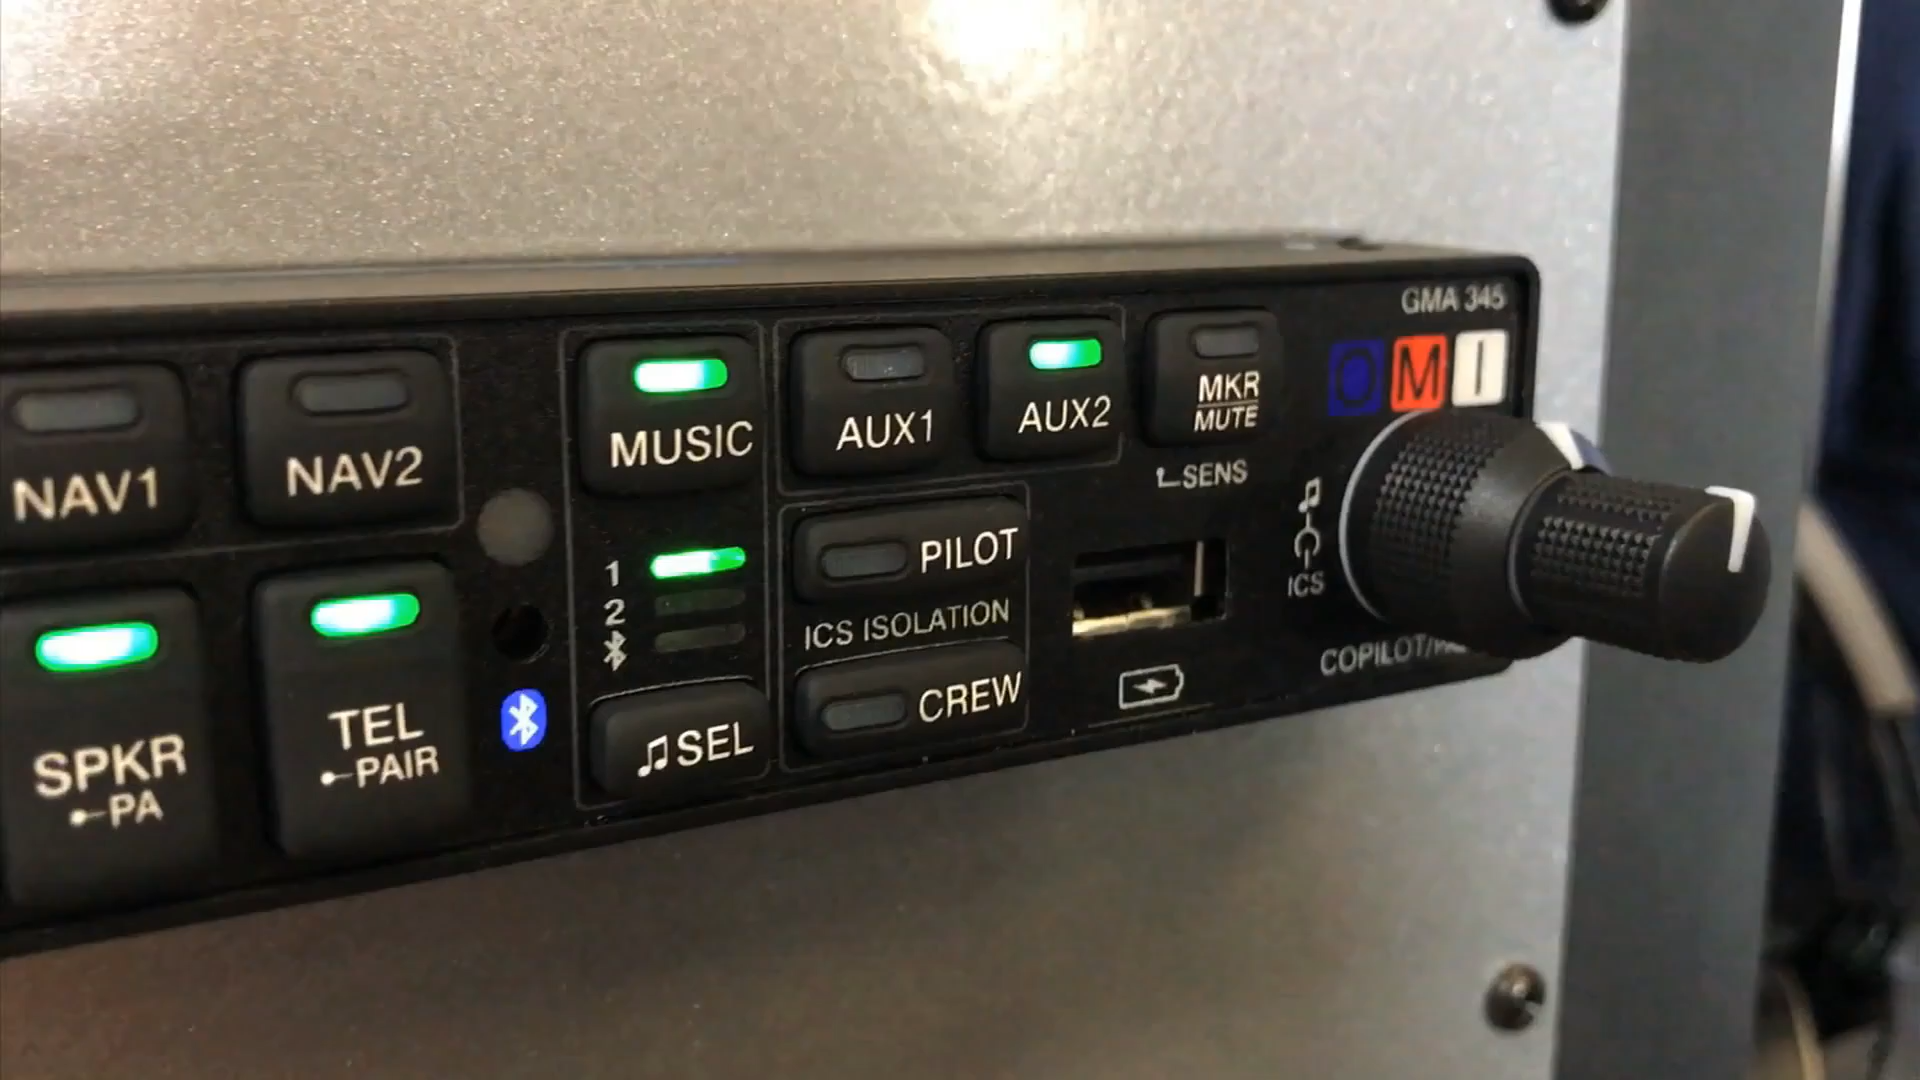 GMA 345
O M I
NAV1
NAV2
MUSIC
AUX1
AUX2
MKR
MUTE
SENS
1
2
PILOT
ICS ISOLATION
CREW
SEL
SPKR
PA
TEL
PAIR
ICS
COPILOT/